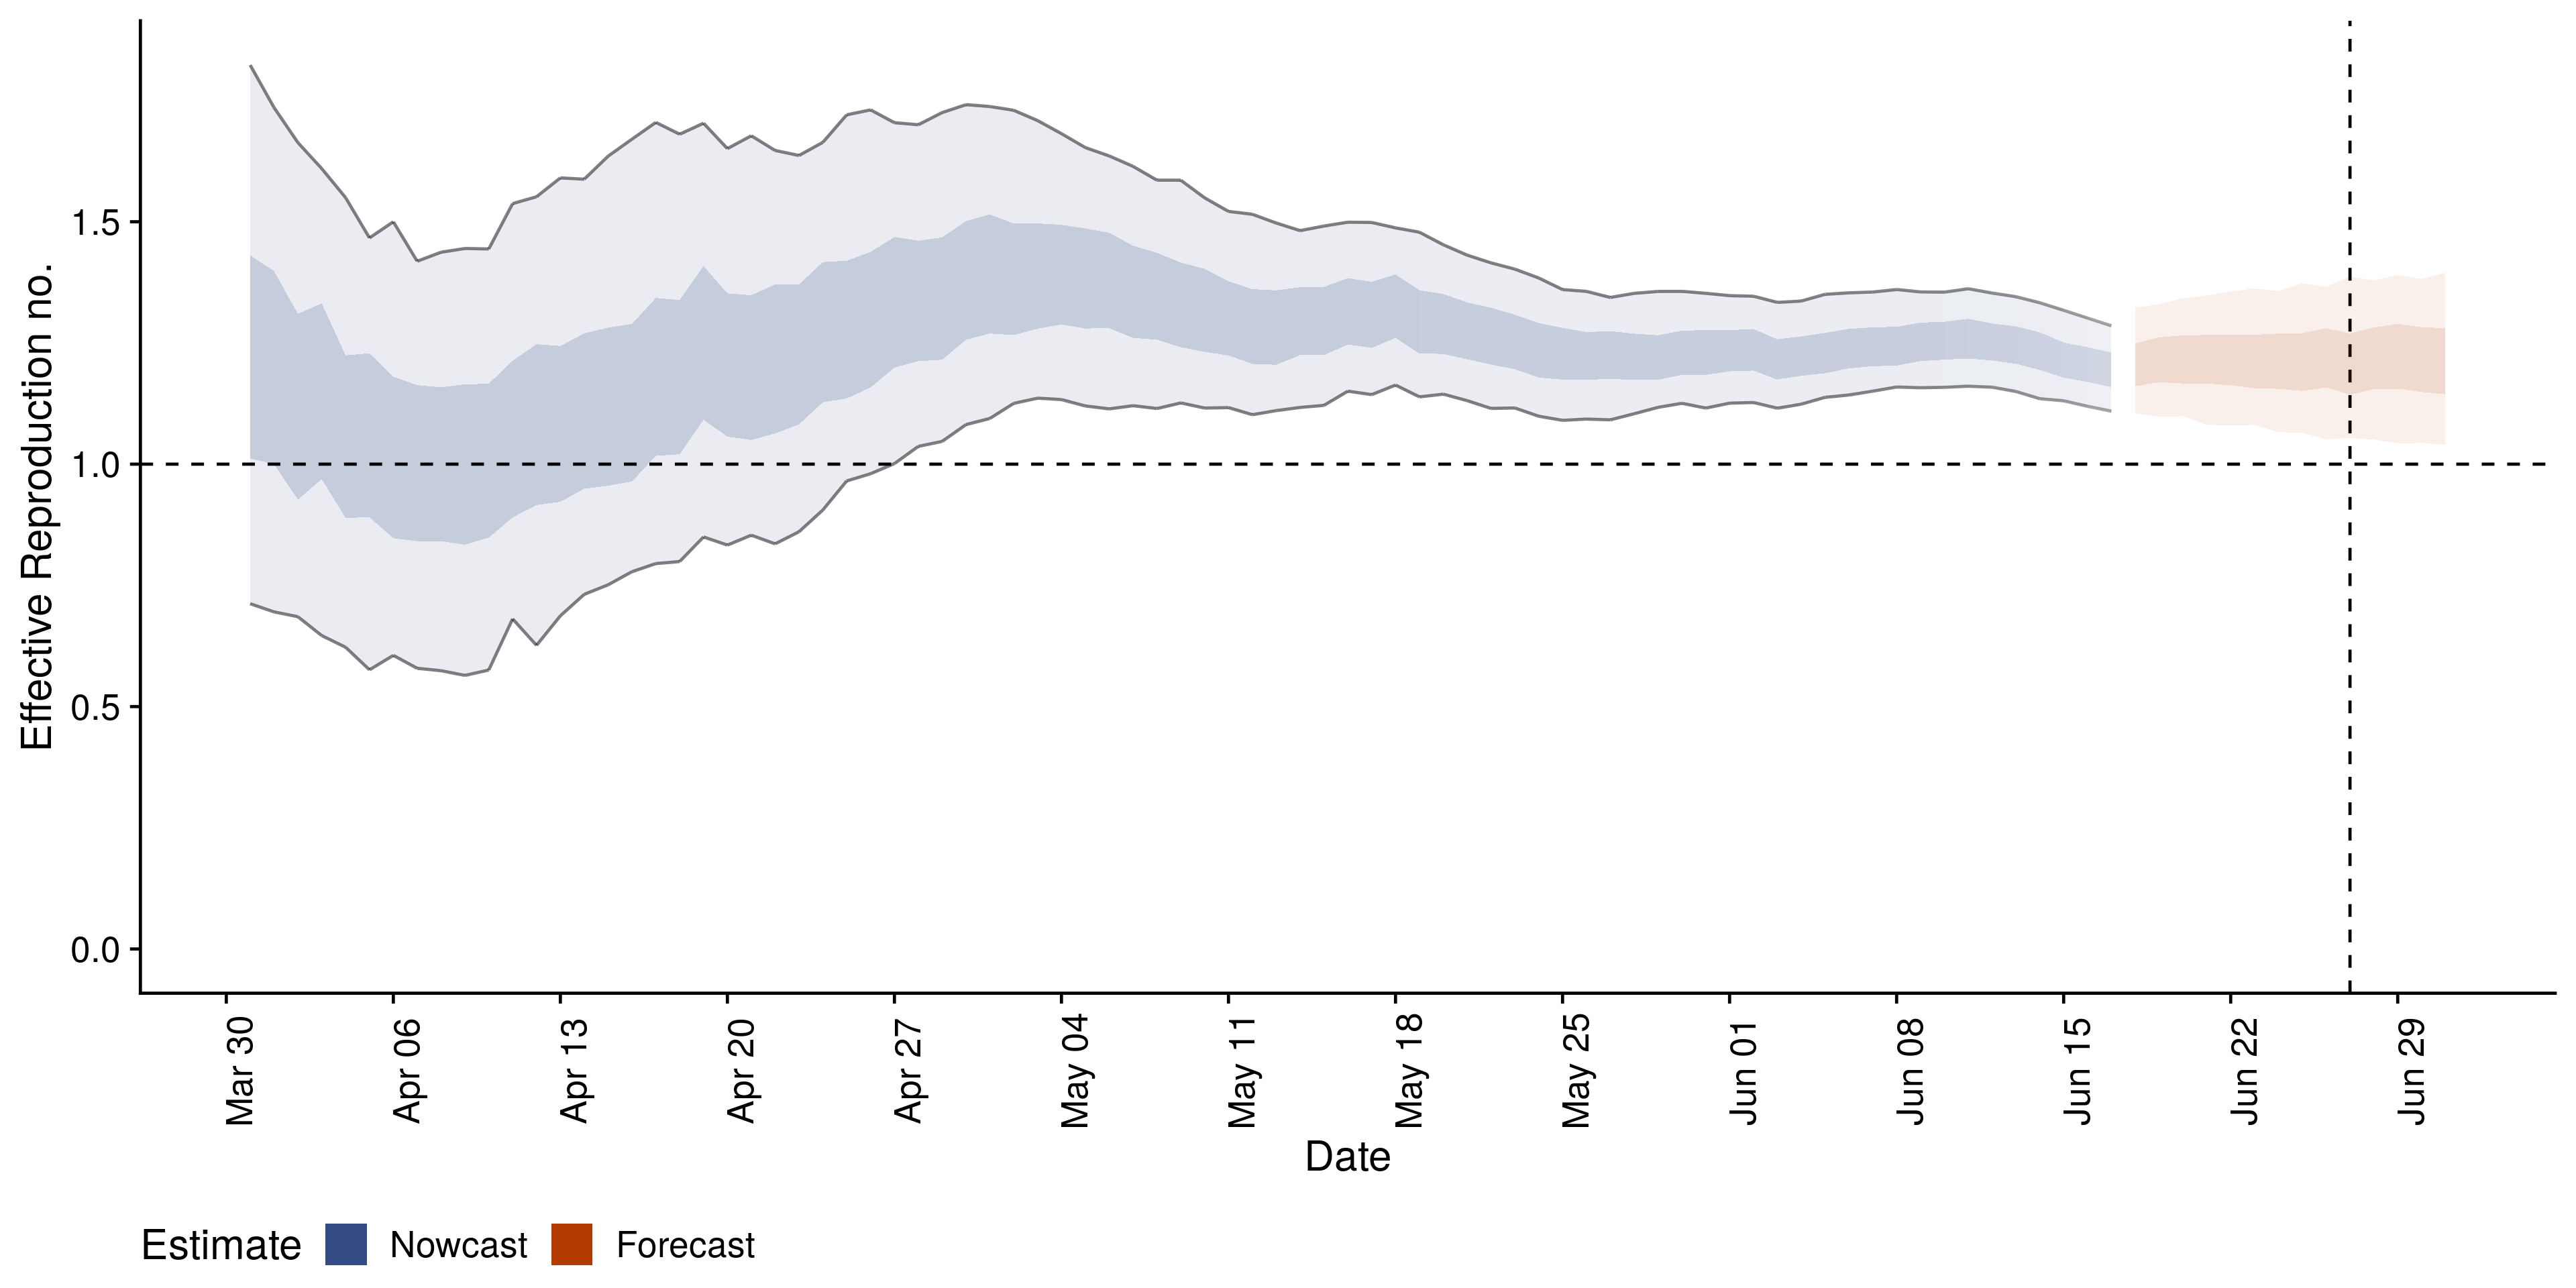 Effective Reproduction no.
1.5
1.0
0.5
0.0
Mar 30
Apr 06
Apr 13
Apr 20
Apr 27
May 04
May 11
May 18
May 25
Jun 01
Jun 08
Jun 15
Jun 22
Jun 29
Date
Estimate Nowcast Forecast